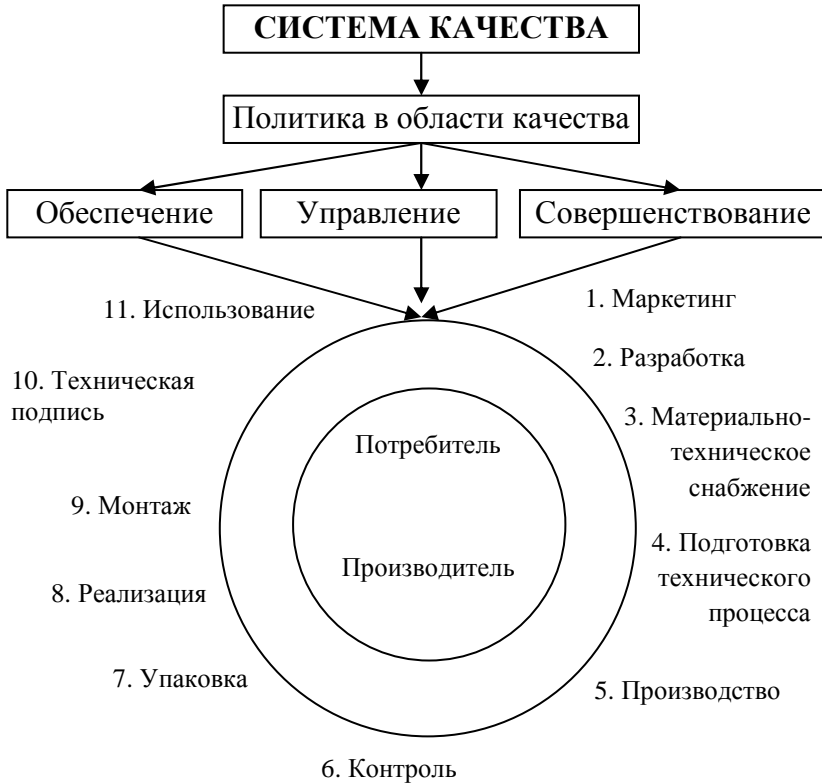 СИСТЕМА КАЧЕСТВА
Политика в области качества
Обеспечение
Управление
Совершенствование
1. Маркетинг
2. Разработка
3. Материально-
техническое
снабжение
4. Подготовка
технического
процесса
5. Производство
6. Контроль
7. Упаковка
8. Реализация
9. Монтаж
10. Техническая
подпись
11. Использование
Потребитель
Производитель